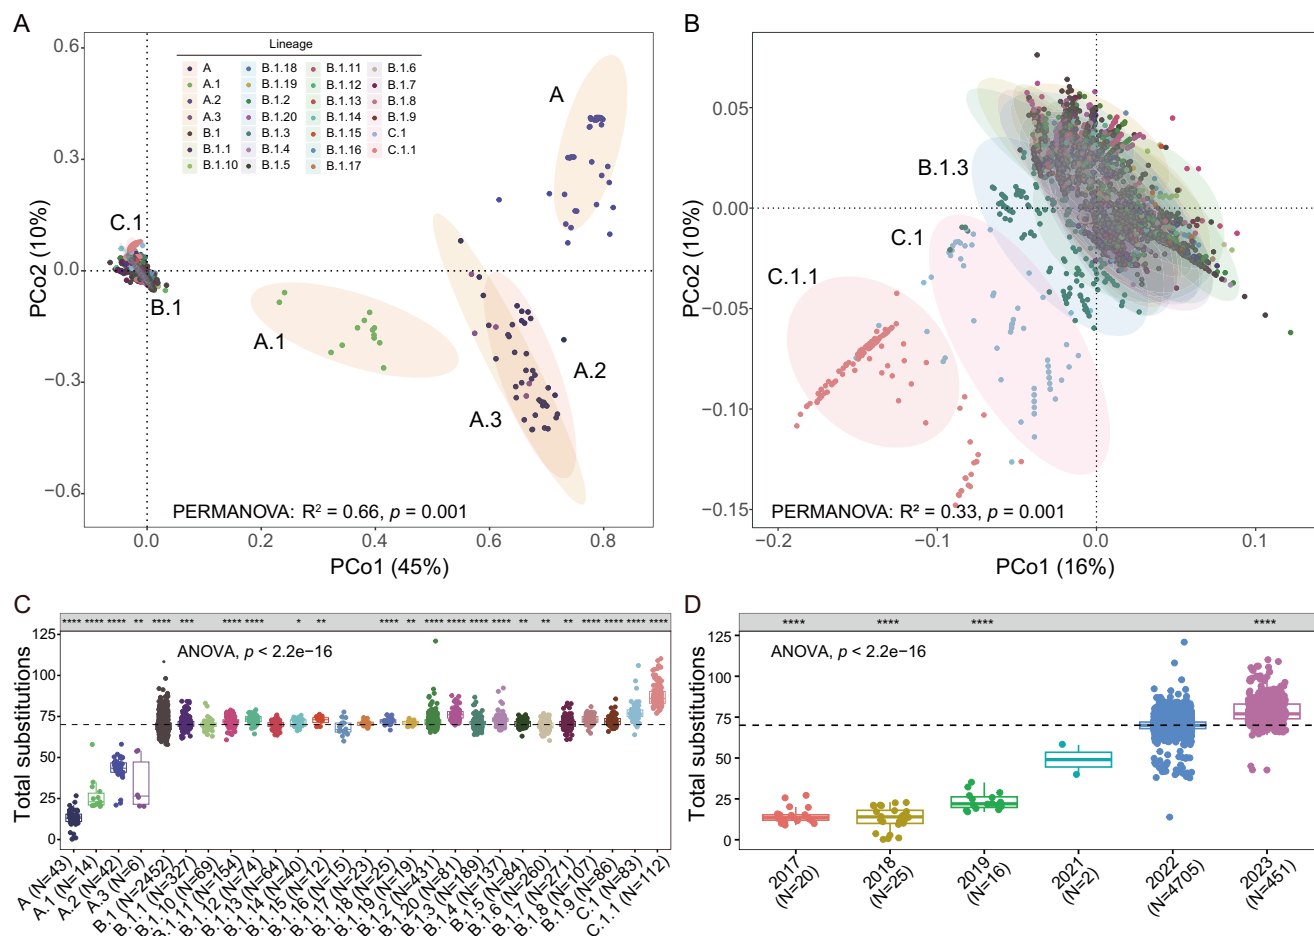 A
Lineage
A
A.1
A.2
A.3
B.1
B.1.1
B.1.10
B.1.18
B.1.19
B.1.2
B.1.20
B.1.3
B.1.4
B.1.5
B.1.11
B.1.12
B.1.13
B.1.14
B.1.15
B.1.16
B.1.17
B.1.6
B.1.7
B.1.8
B.1.9
C.1
C.1.1
A
C.1
B.1
A.1
A.2
A.3
PERMANOVA: R² = 0.66, p = 0.001
0.6
0.3
0.0
−0.3
−0.6
PCo2 (10%)
0.0
0.2
0.4
0.6
0.8
PCo1 (45%)
B
B.1.3
C.1
C.1.1
PERMANOVA: R² = 0.33, p = 0.001
0.05
0.00
−0.05
−0.10
−0.15
PCo2 (10%)
−0.2
−0.1
0.0
0.1
PCo1 (16%)
C
**** **** **** ** **** *** **** **** * ** **** ** **** **** **** **** ** ** ** **** **** **** ****
ANOVA, p < 2.2e−16
125
100
75
50
25
0
Total substitutions
A (N=43)
A.1 (N=14)
A.2 (N=42)
A.3 (N=6)
B.1 (N=2452)
B.1.1 (N=327)
B.1.10 (N=69)
B.1.11 (N=154)
B.1.12 (N=74)
B.1.13 (N=64)
B.1.14 (N=40)
B.1.15 (N=12)
B.1.16 (N=15)
B.1.17 (N=23)
B.1.18 (N=25)
B.1.19 (N=19)
B.1.2 (N=431)
B.1.20 (N=81)
B.1.3 (N=189)
B.1.4 (N=137)
B.1.5 (N=84)
B.1.6 (N=260)
B.1.7 (N=271)
B.1.8 (N=107)
B.1.9 (N=86)
C.1 (N=83)
C.1.1 (N=112)
D
**** **** **** ****
ANOVA, p < 2.2e−16
125
100
75
50
25
0
Total substitutions
2017
(N=20)
2018
(N=25)
2019
(N=16)
2021
(N=2)
2022
(N=4705)
2023
(N=451)